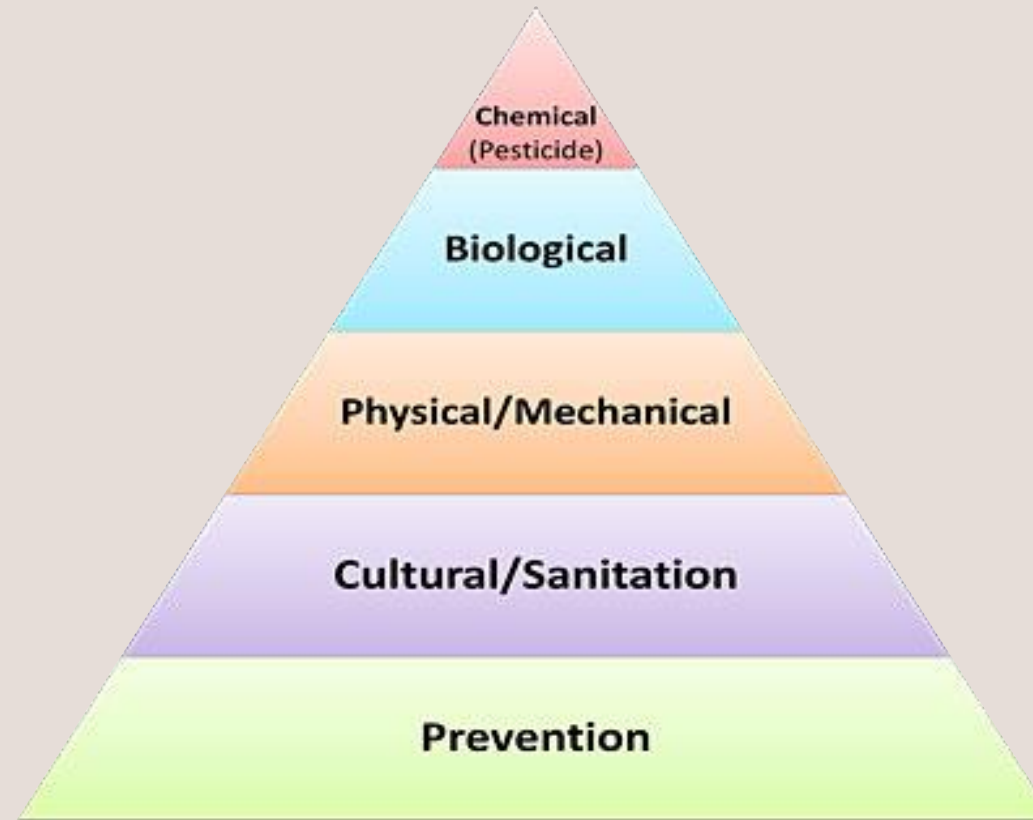 Chemical
(Pesticide)
Biological
Physical/Mechanical
Cultural/Sanitation
Prevention